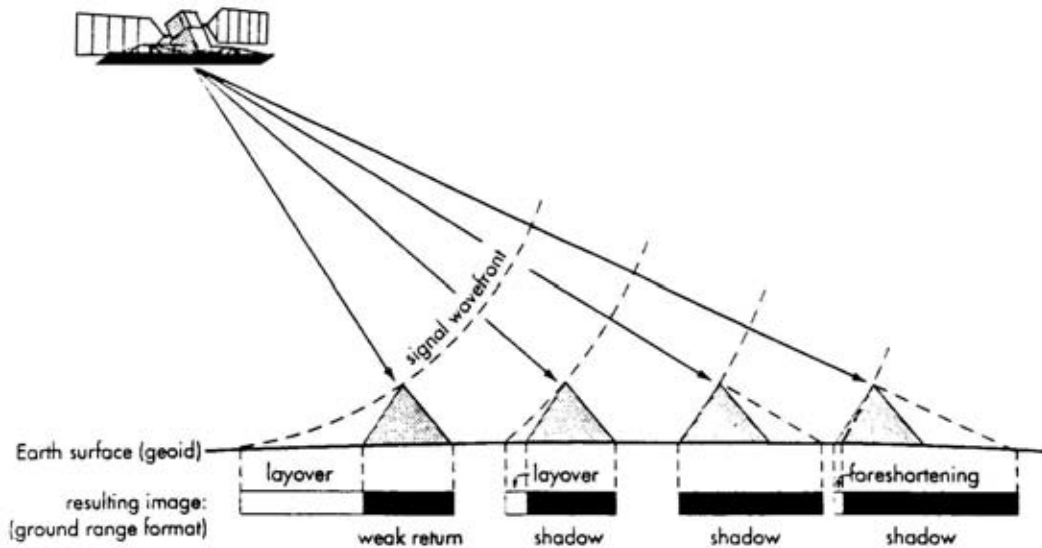 signal wavefront
Earth surface (geoid)
layover
layover
foreshortening
resulting image:
(ground range format)
weak return
shadow
shadow
shadow